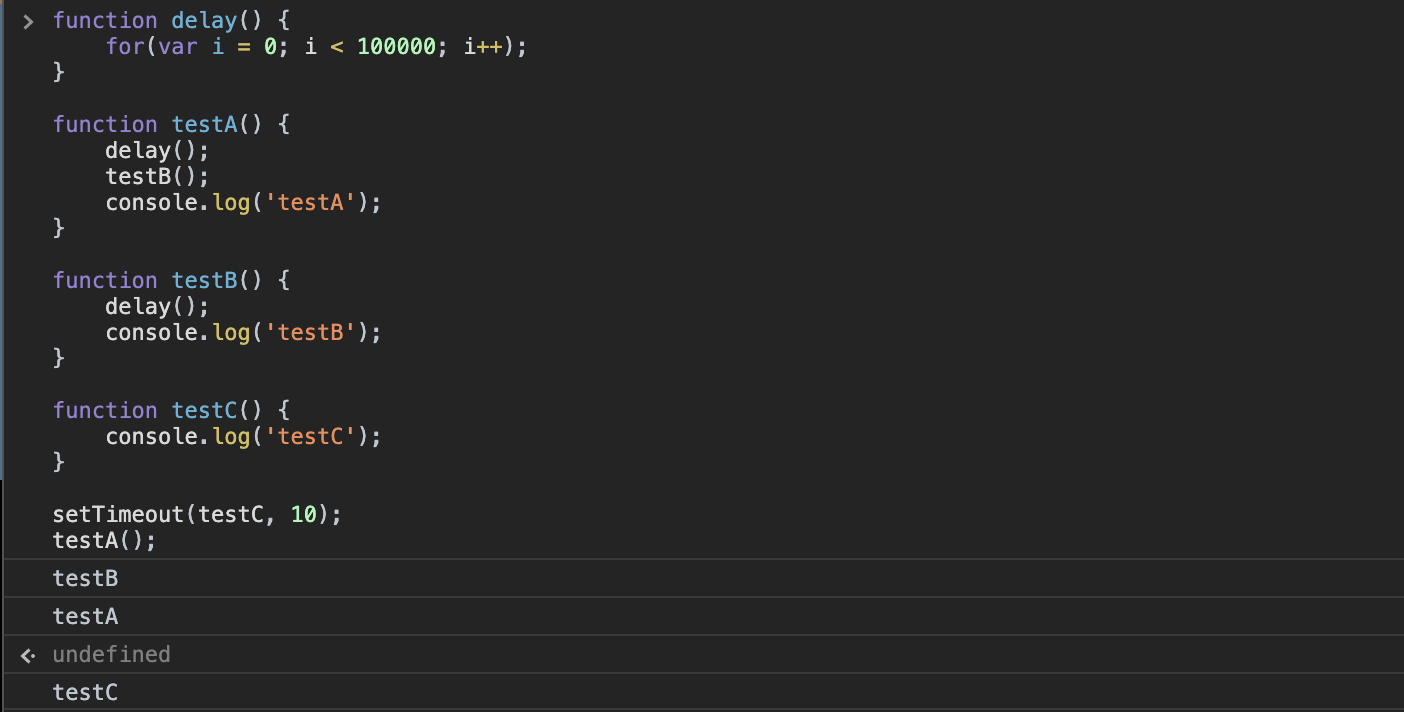 function delay() {
    for(var i = 0; i < 100000; i++);
}

function testA() {
    delay();
    testB();
    console.log('testA');
}

function testB() {
    delay();
    console.log('testB');
}

function testC() {
    console.log('testC');
}

setTimeout(testC, 10);
testA();
testB
testA
undefined
testC